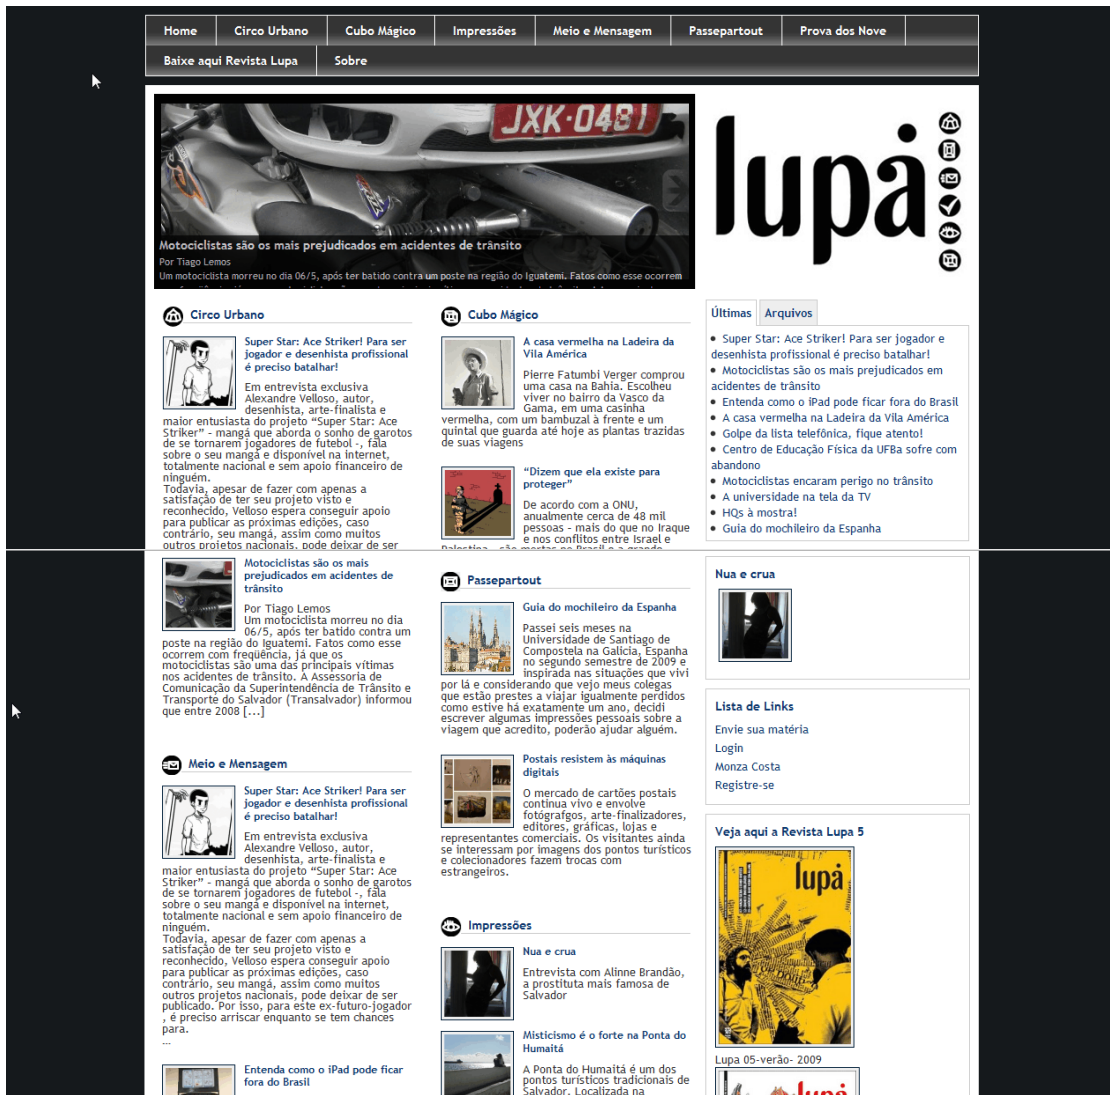 Home
Circo Urbano
Cubo Mágico
Impressões
Meio e Mensagem
Passepartout
Prova dos Nove
Baixe aqui Revista Lupa
Sobre
JXK·0481
Motociclistas são os mais prejudicados em acidentes de trânsito
Por Tiago Lemos
Um motociclista morreu no dia 06/5, após ter batido contra um poste na região do Iguatemi. Fatos como esse ocorrem
lupa
Circo Urbano
Super Star: Ace Striker! Para ser
jogador e desenhista profissional
é preciso batalhar!
Em entrevista exclusiva
Alexandre Velloso, autor,
desenhista, arte-finalista e
maior entusiasta do projeto “Super Star: Ace
Striker” - mangá que aborda o sonho de garotos
de se tornarem jogadores de futebol -, fala
sobre o seu mangá e disponível na internet,
totalmente nacional e sem apoio financeiro de
ninguém.
Todavia, apesar de fazer com apenas a
satisfação de ter seu projeto visto e
reconhecido, Velloso espera conseguir apoio
para publicar as próximas edições, caso
contrário, seu mangá, assim como muitos
outros projetos nacionais, pode deixar de ser
Cubo Mágico
A casa vermelha na Ladeira da
Vila América
Pierre Fatumbi Verger comprou
uma casa na Bahia. Escolheu
viver no bairro da Vasco da
Gama, em uma casinha
vermelha, com um bambuzal à frente e um
quintal que guarda até hoje as plantas trazidas
de suas viagens
“Dizem que ela existe para
proteger”
De acordo com a ONU,
anualmente cerca de 48 mil
pessoas - mais do que no Iraque
e nos conflitos entre Israel e
Palestina - são mortas no Brasil e a grande
Últimas
Arquivos
Super Star: Ace Striker! Para ser jogador e
desenhista profissional é preciso batalhar!
Motociclistas são os mais prejudicados em
acidentes de trânsito
Entenda como o iPad pode ficar fora do Brasil
A casa vermelha na Ladeira da Vila América
Golpe da lista telefônica, fique atento!
Centro de Educação Física da UFBa sofre com
abandono
Motociclistas encaram perigo no trânsito
A universidade na tela da TV
HQs à mostra!
Guia do mochileiro da Espanha
Motociclistas são os mais
prejudicados em acidentes de
trânsito
Por Tiago Lemos
Um motociclista morreu no dia
06/5, após ter batido contra um
poste na região do Iguatemi. Fatos como esse
ocorrem com freqüência, já que os
motociclistas são uma das principais vítimas
nos acidentes de trânsito. A Assessoria de
Comunicação da Superintendência de Trânsito e
Transporte do Salvador (Transalvador) informou
que entre 2008 [...]
Meio e Mensagem
Super Star: Ace Striker! Para ser
jogador e desenhista profissional
é preciso batalhar!
Em entrevista exclusiva
Alexandre Velloso, autor,
desenhista, arte-finalista e
maior entusiasta do projeto “Super Star: Ace
Striker” - mangá que aborda o sonho de garotos
de se tornarem jogadores de futebol -, fala
sobre o seu mangá e disponível na internet,
totalmente nacional e sem apoio financeiro de
ninguém.
Todavia, apesar de fazer com apenas a
satisfação de ter seu projeto visto e
reconhecido, Velloso espera conseguir apoio
para publicar as próximas edições, caso
contrário, seu mangá, assim como muitos
outros projetos nacionais, pode deixar de ser
publicado. Por isso, para este ex-futuro-jogador
, é preciso arriscar enquanto se tem chances
para.
...
Entenda como o iPad pode ficar
fora do Brasil
Passepartout
Guia do mochileiro da Espanha
Passei seis meses na
Universidade de Santiago de
Compostela na Galicia, Espanha
no segundo semestre de 2009 e
inspirada nas situações que vivi
por lá e considerando que vejo meus colegas
que estão prestes a viajar igualmente perdidos
como estive há exatamente um ano, decidi
escrever algumas impressões pessoais sobre a
viagem que acredito, poderão ajudar alguém.
Postais resistem às máquinas
digitais
O mercado de cartões postais
continua vivo e envolve
fotógrafgos, arte-finalizadores,
editores, gráficas, lojas e
representantes comerciais. Os visitantes ainda
se interessam por imagens dos pontos turísticos
e colecionadores fazem trocas com
estrangeiros.
Impressões
Nua e crua
Entrevista com Alinne Brandão,
a prostituta mais famosa de
Salvador
Misticismo é o forte na Ponta do
Humaitá
A Ponta do Humaitá é um dos
pontos turísticos tradicionais de
Salvador. Localizada na
Nua e crua
Lista de Links
Envie sua matéria
Login
Monza Costa
Registre-se
Veja aqui a Revista Lupa 5
lupa
Lupa 05-verão- 2009
lupa